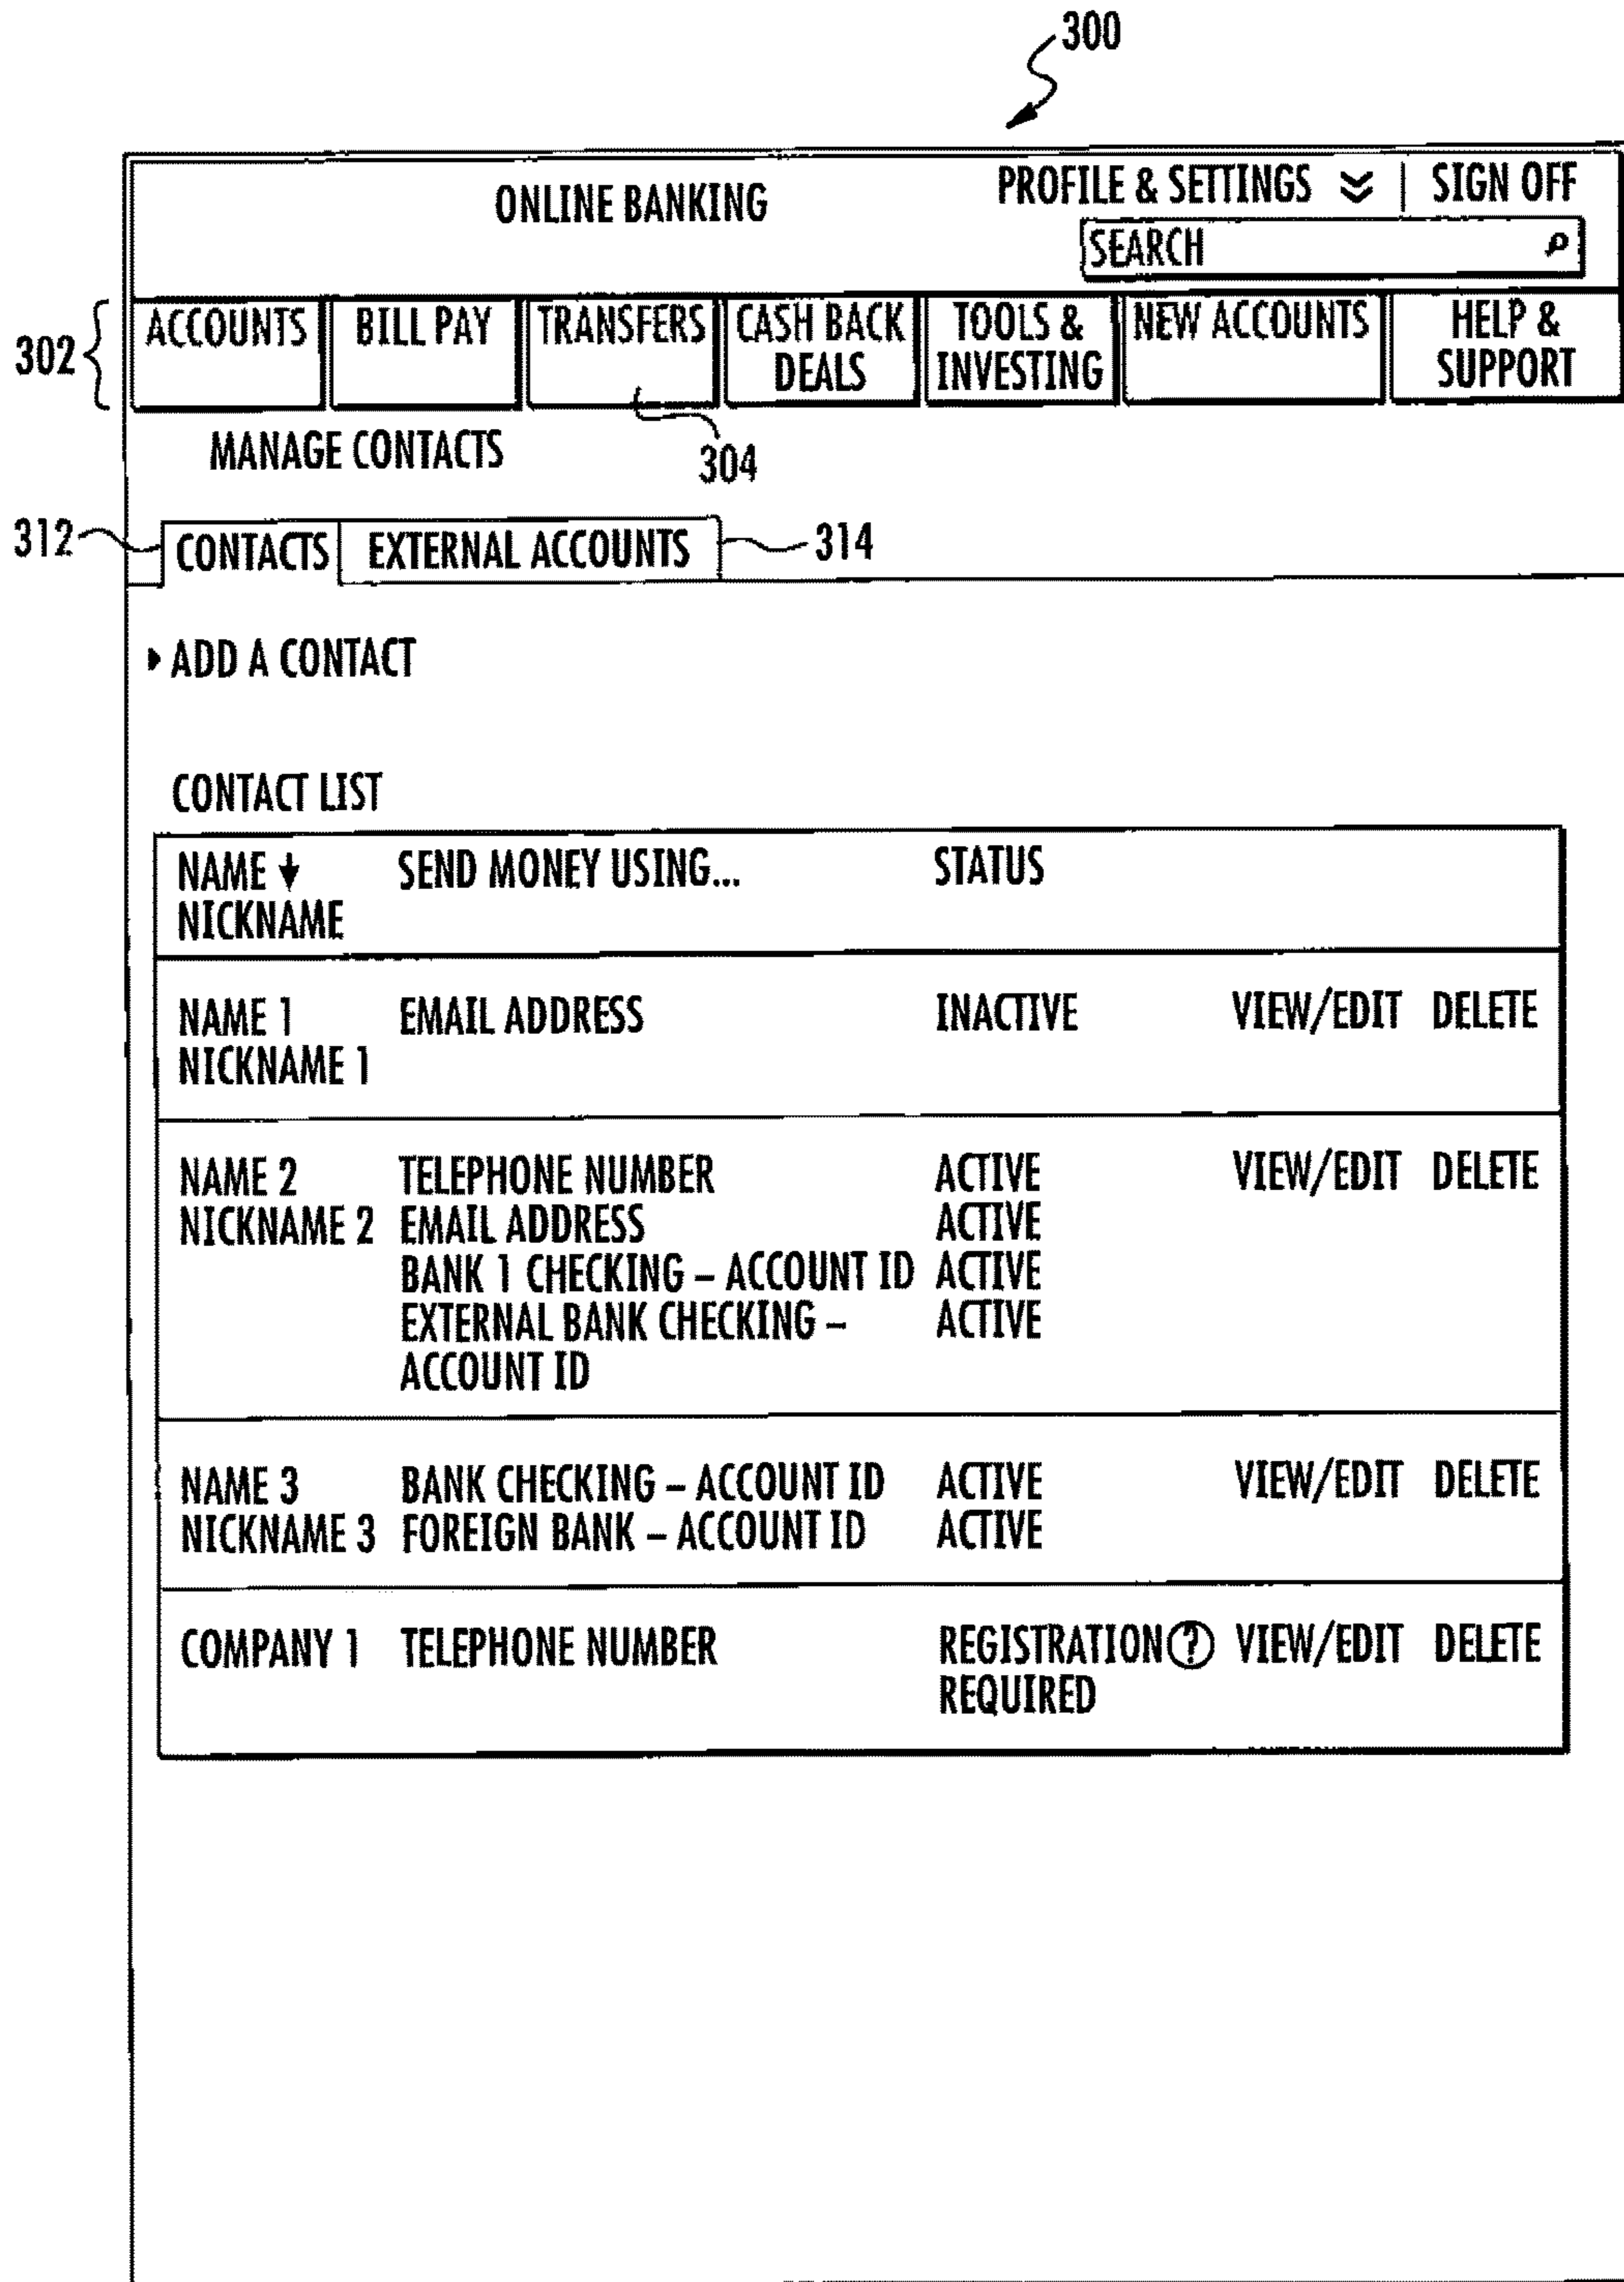 300
ONLINE BANKING PROFILE & SETTINGS | SIGN OFF
SEARCH
302 ACCOUNTS BILL PAY TRANSFERS CASH BACK TOOLS & NEW ACCOUNTS HELP &
DEALS INVESTING SUPPORT
MANAGE CONTACTS 304
312 CONTACTS EXTERNAL ACCOUNTS 314
ADD A CONTACT
CONTACT LIST
NAME SEND MONEY USING... STATUS
NICKNAME
NAME 1 EMAIL ADDRESS INACTIVE VIEW/EDIT DELETE
NICKNAME 1
NAME 2 TELEPHONE NUMBER ACTIVE VIEW/EDIT DELETE
NICKNAME 2 EMAIL ADDRESS ACTIVE
BANK 1 CHECKING – ACCOUNT ID ACTIVE
EXTERNAL BANK CHECKING – ACTIVE
ACCOUNT ID
NAME 3 BANK CHECKING – ACCOUNT ID ACTIVE VIEW/EDIT DELETE
NICKNAME 3 FOREIGN BANK – ACCOUNT ID ACTIVE
COMPANY 1 TELEPHONE NUMBER REGISTRATION ? VIEW/EDIT DELETE
REQUIRED